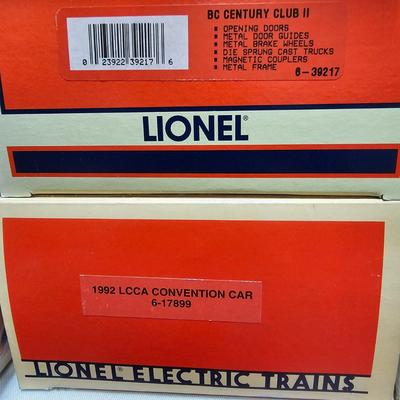 BC CENTURY CLUB II
▪ OPENING DOORS
▪ METAL DOOR GUIDES
▪ METAL BRAKE WHEELS
▪ DIE SPRUNG CAST TRUCKS
▪ MAGNETIC COUPLERS
▪ METAL FRAME
6-39217
0 23922 39217 6
LIONEL®
1992 LCCA CONVENTION CAR
6-17899
LIONEL® ELECTRIC TRAINS